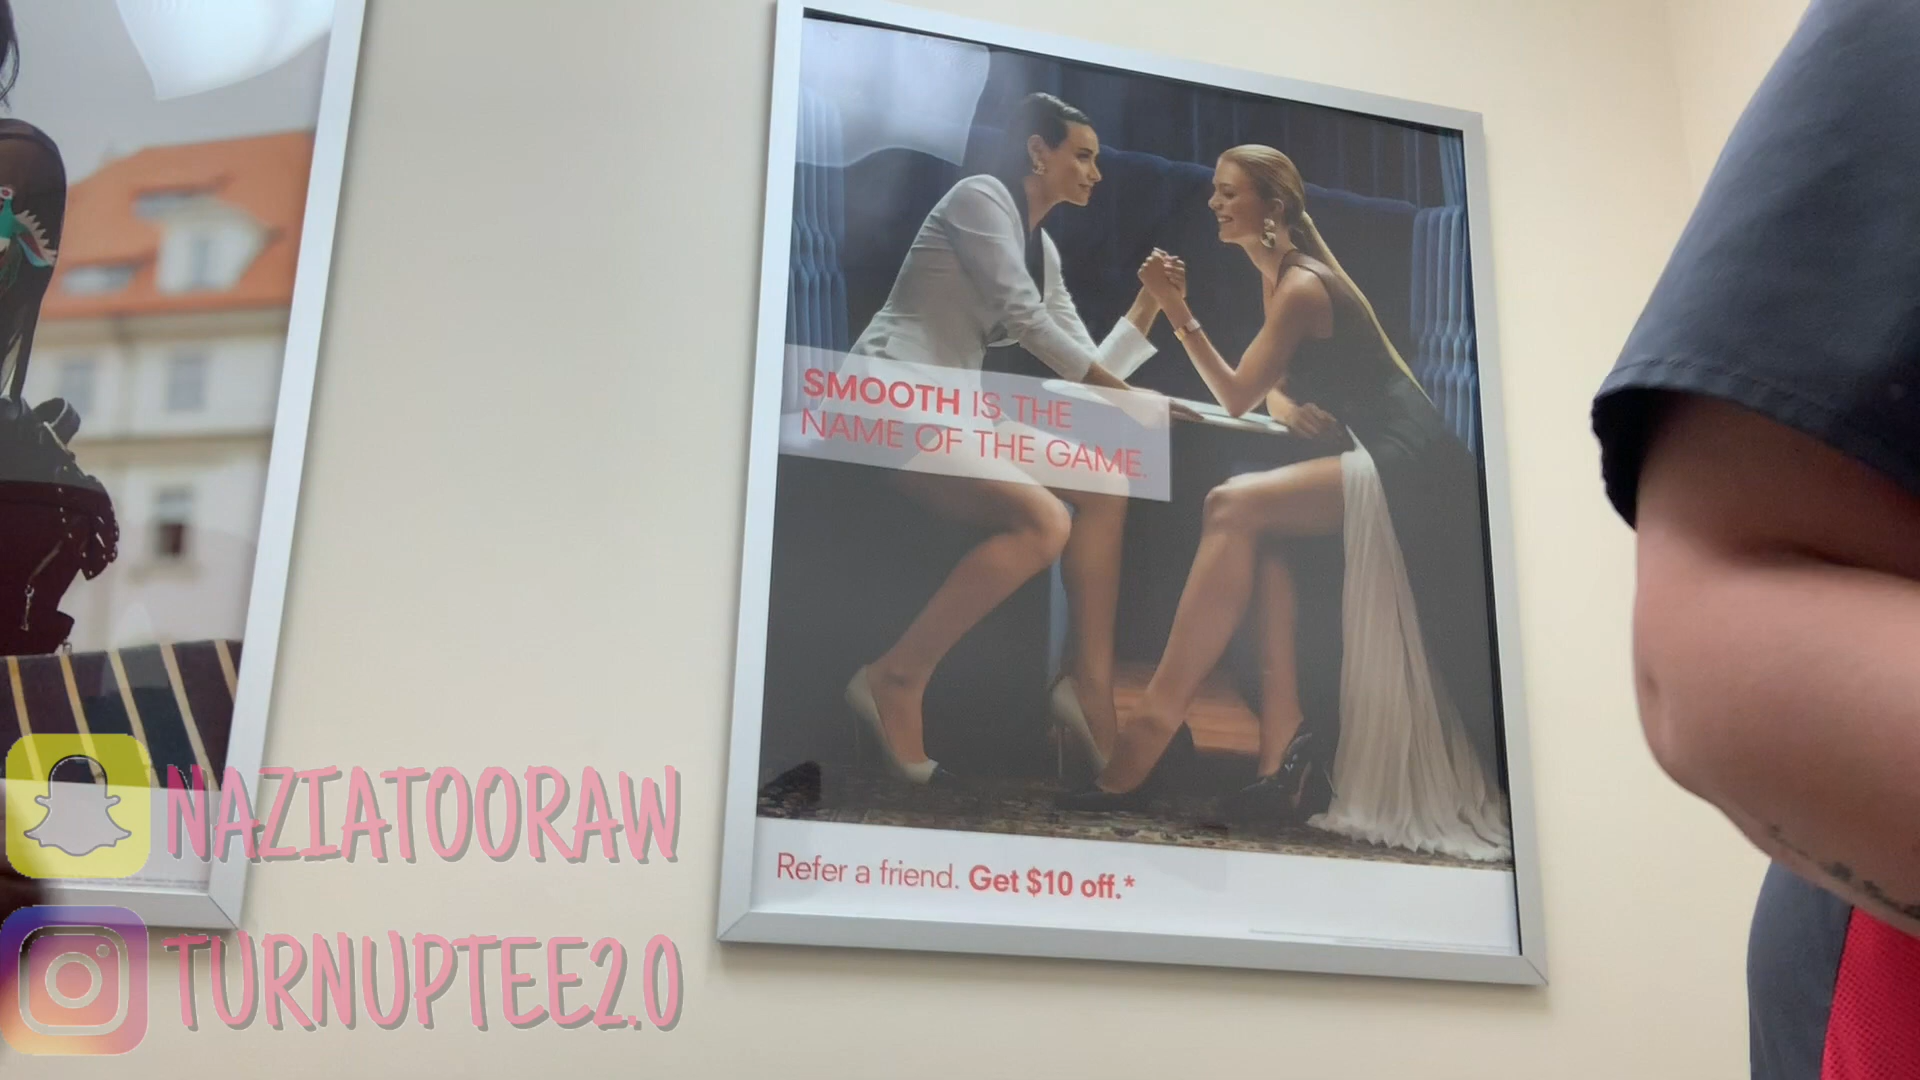 SMOOTH IS THE
NAME OF THE GAME.
Refer a friend. Get $10 off.*
NAZIATOORAW
TURNUPTEE2.0